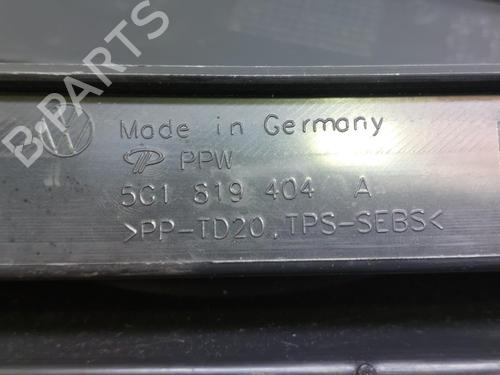 B-PARTS
Made in Germany
PPW
5G1 819 404 A
>PP-TD20,TPS-SEBS<